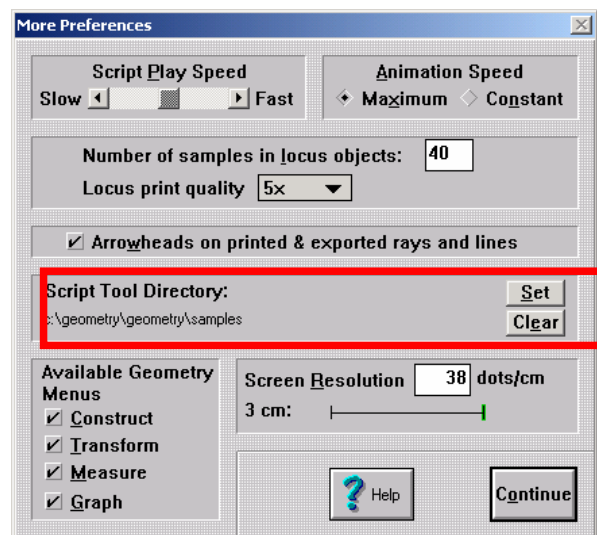 More Preferences
Script Play Speed
Slow Fast
Animation Speed
Maximum Constant
Number of samples in locus objects: 40
Locus print quality 5x
Arrowheads on printed & exported rays and lines
Script Tool Directory:
c:\geometry\geometry\samples
Set
Clear
Available Geometry
Menus
Construct
Transform
Measure
Graph
Screen Resolution 38 dots/cm
3 cm:
Help
Continue